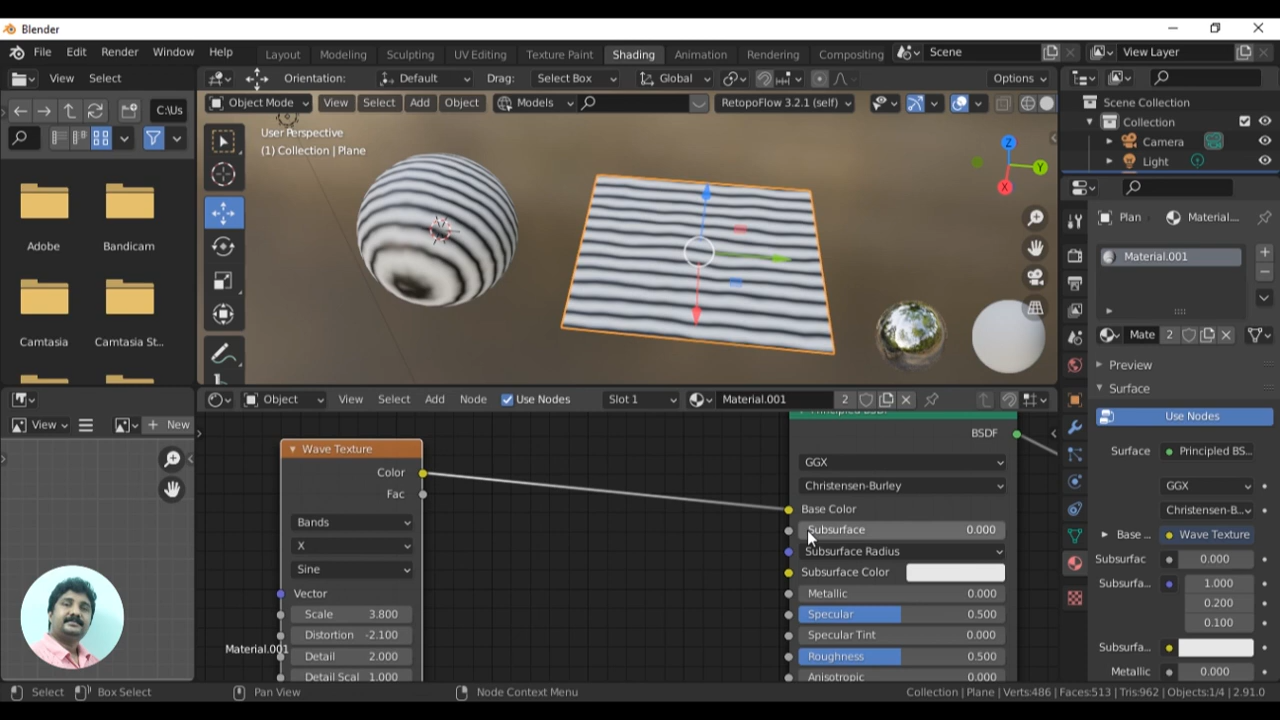 Blender
File Edit Render Window Help
Layout Modeling Sculpting UV Editing Texture Paint Shading Animation Rendering Compositing
Scene
View Layer
View Select
Orientation: Default Drag: Select Box Global Options
C:\Us
Object Mode View Select Add Object Models RetopoFlow 3.2.1 (self)
User Perspective
(1) Collection | Plane
Z
Y
X
Scene Collection
Collection
Camera
Light
Adobe Bandicam
Camtasia Camtasia St...
Plan Material...
Material.001
Mate 2
Preview
Surface
Use Nodes
Surface Principled BS...
GGX
Christensen-B...
Base ... Wave Texture
Subsurfac 0.000
Subsurfa... 1.000
0.200
0.100
Subsurfa...
Metallic 0.000
View New
Object View Select Add Node Use Nodes Slot 1 Material.001 2
Wave Texture
Color
Fac
Bands
X
Sine
Vector
Scale 3.800
Distortion -2.100
Detail 2.000
Detail Scal 1.000
Material.001
Principled BSDF
BSDF
GGX
Christensen-Burley
Base Color
Subsurface 0.000
Subsurface Radius
Subsurface Color
Metallic 0.000
Specular 0.500
Specular Tint 0.000
Roughness 0.500
Anisotropic 0.000
Select Box Select Pan View Node Context Menu
Collection | Plane | Verts:486 | Faces:513 | Tris:962 | Objects:1/4 | 2.91.0